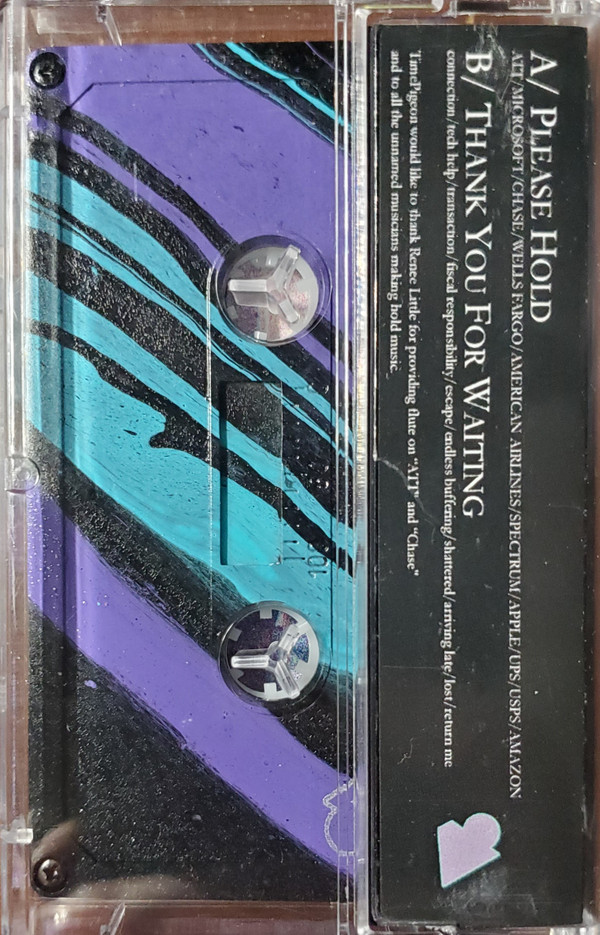 A/ PLEASE HOLD
ATT/MICROSOFT/CHASE/WELLS FARGO/AMERICAN AIRLINES/SPECTRUM/APPLE/UPS/USPS/AMAZON
B/ THANK YOU FOR WAITING
connection/tech help/transaction/fiscal responsibility/escape/endless buffering/shattered/arriving late/lost/return me
TimePigeon would like to thank Renee Little for providing flute on "ATT" and "Chase"
and to all the unnamed musicians making hold music.